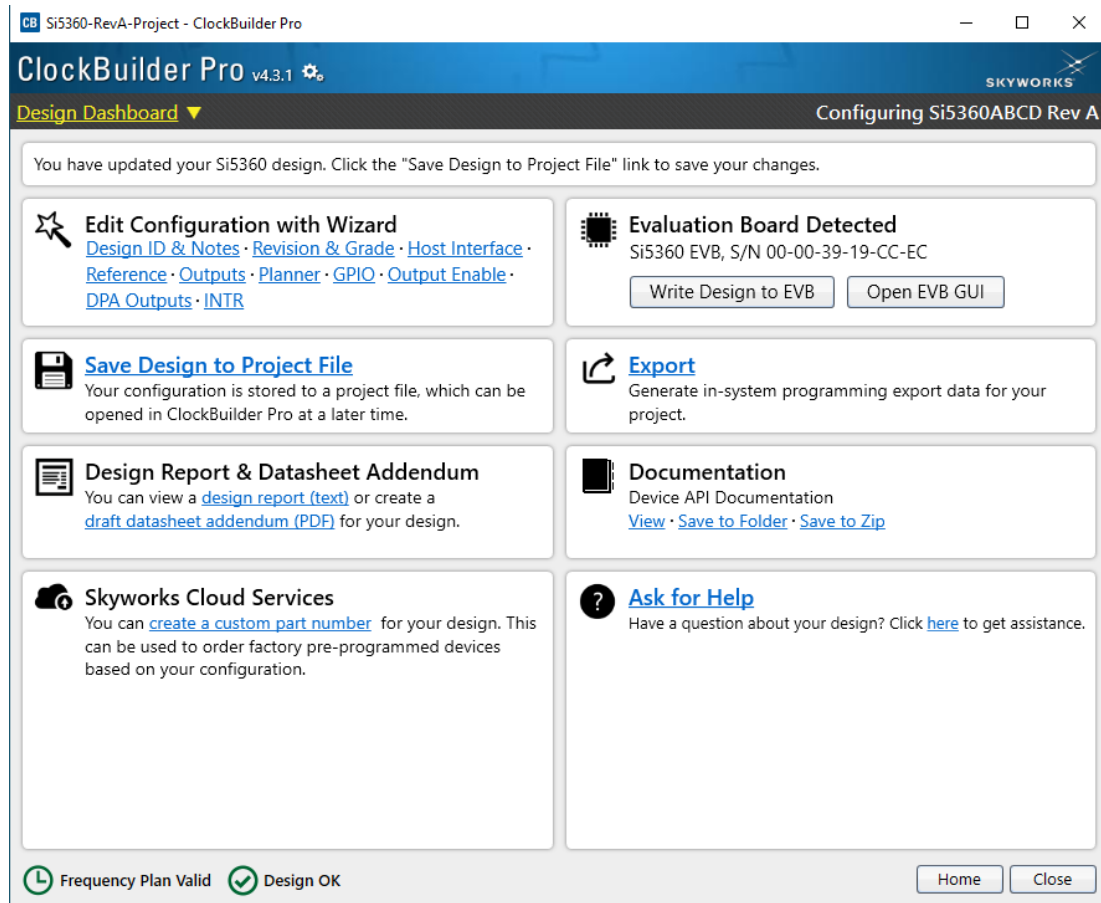 CB Si5360-RevA-Project - ClockBuilder Pro
ClockBuilder Pro v4.3.1
SKYWORKS
Design Dashboard ▼
Configuring Si5360ABCD Rev A
You have updated your Si5360 design. Click the "Save Design to Project File" link to save your changes.
Edit Configuration with Wizard
Design ID & Notes · Revision & Grade · Host Interface ·
Reference · Outputs · Planner · GPIO · Output Enable ·
DPA Outputs · INTR
Evaluation Board Detected
Si5360 EVB, S/N 00-00-39-19-CC-EC
Write Design to EVB
Open EVB GUI
Save Design to Project File
Your configuration is stored to a project file, which can be
opened in ClockBuilder Pro at a later time.
Export
Generate in-system programming export data for your
project.
Design Report & Datasheet Addendum
You can view a design report (text) or create a
draft datasheet addendum (PDF) for your design.
Documentation
Device API Documentation
View · Save to Folder · Save to Zip
Skyworks Cloud Services
You can create a custom part number for your design. This
can be used to order factory pre-programmed devices
based on your configuration.
?
Ask for Help
Have a question about your design? Click here to get assistance.
Frequency Plan Valid
Design OK
Home
Close